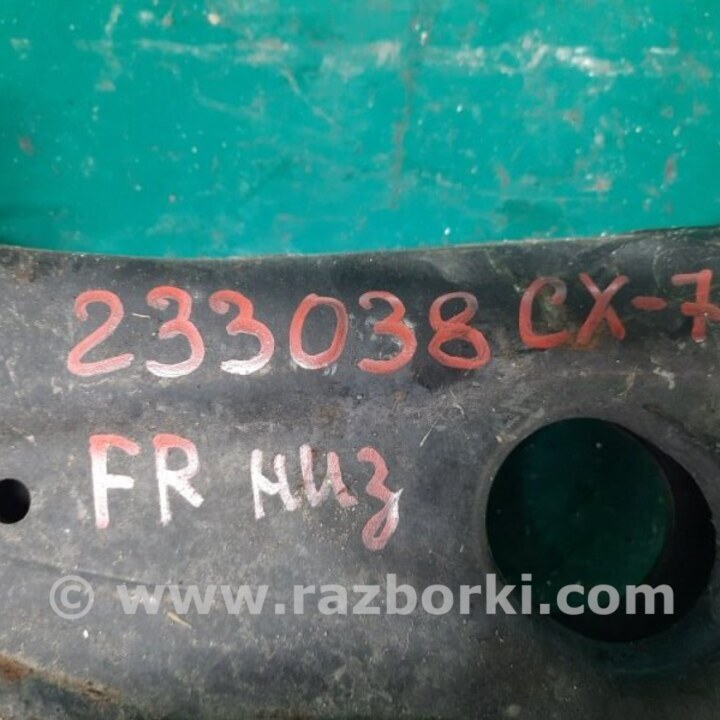 233038 CX-7
FR низ
© www.razborki.com